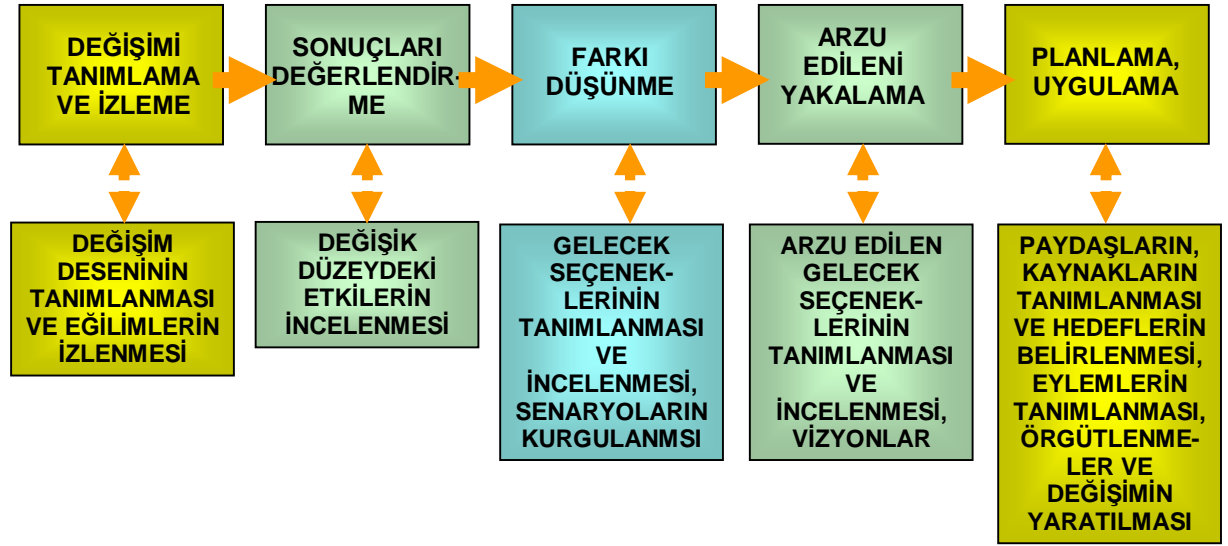 DEĞİŞİMİ
TANIMLAMA
VE İZLEME
SONUÇLARI
DEĞERLENDİR-
ME
FARKI
DÜŞÜNME
ARZU
EDİLENİ
YAKALAMA
PLANLAMA,
UYGULAMA
DEĞİŞİM
DESENİNİN
TANIMLANMASI
VE EĞİLİMLERİN
İZLENMESİ
DEĞİŞİK
DÜZEYDEKİ
ETKİLERİN
İNCELENMESİ
GELECEK
SEÇENEK-
LERİNİN
TANIMLANMASI
VE
İNCELENMESİ,
SENARYOLARIN
KURGULANMSI
ARZU EDİLEN
GELECEK
SEÇENEK-
LERİNİN
TANIMLANMASI
VE
İNCELENMESİ,
VİZYONLAR
PAYDAŞLARIN,
KAYNAKLARIN
TANIMLANMASI
VE HEDEFLERİN
BELİRLENMESİ,
EYLEMLERİN
TANIMLANMASI,
ÖRGÜTLENME-
LER VE
DEĞİŞİMİN
YARATILMASI